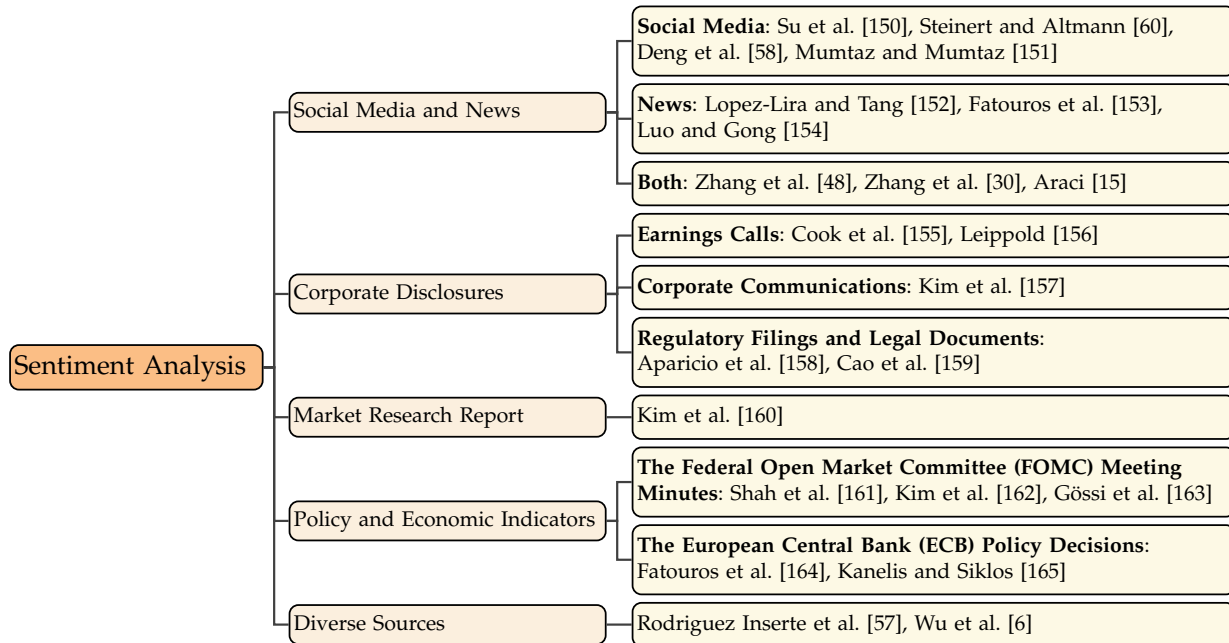 Sentiment Analysis
Social Media and News
Social Media: Su et al. [150], Steinert and Altmann [60],
Deng et al. [58], Mumtaz and Mumtaz [151]
News: Lopez-Lira and Tang [152], Fatouros et al. [153],
Luo and Gong [154]
Both: Zhang et al. [48], Zhang et al. [30], Araci [15]
Corporate Disclosures
Earnings Calls: Cook et al. [155], Leippold [156]
Corporate Communications: Kim et al. [157]
Regulatory Filings and Legal Documents:
Aparicio et al. [158], Cao et al. [159]
Market Research Report
Kim et al. [160]
Policy and Economic Indicators
The Federal Open Market Committee (FOMC) Meeting
Minutes: Shah et al. [161], Kim et al. [162], Gössi et al. [163]
The European Central Bank (ECB) Policy Decisions:
Fatouros et al. [164], Kanelis and Siklos [165]
Diverse Sources
Rodriguez Inserte et al. [57], Wu et al. [6]